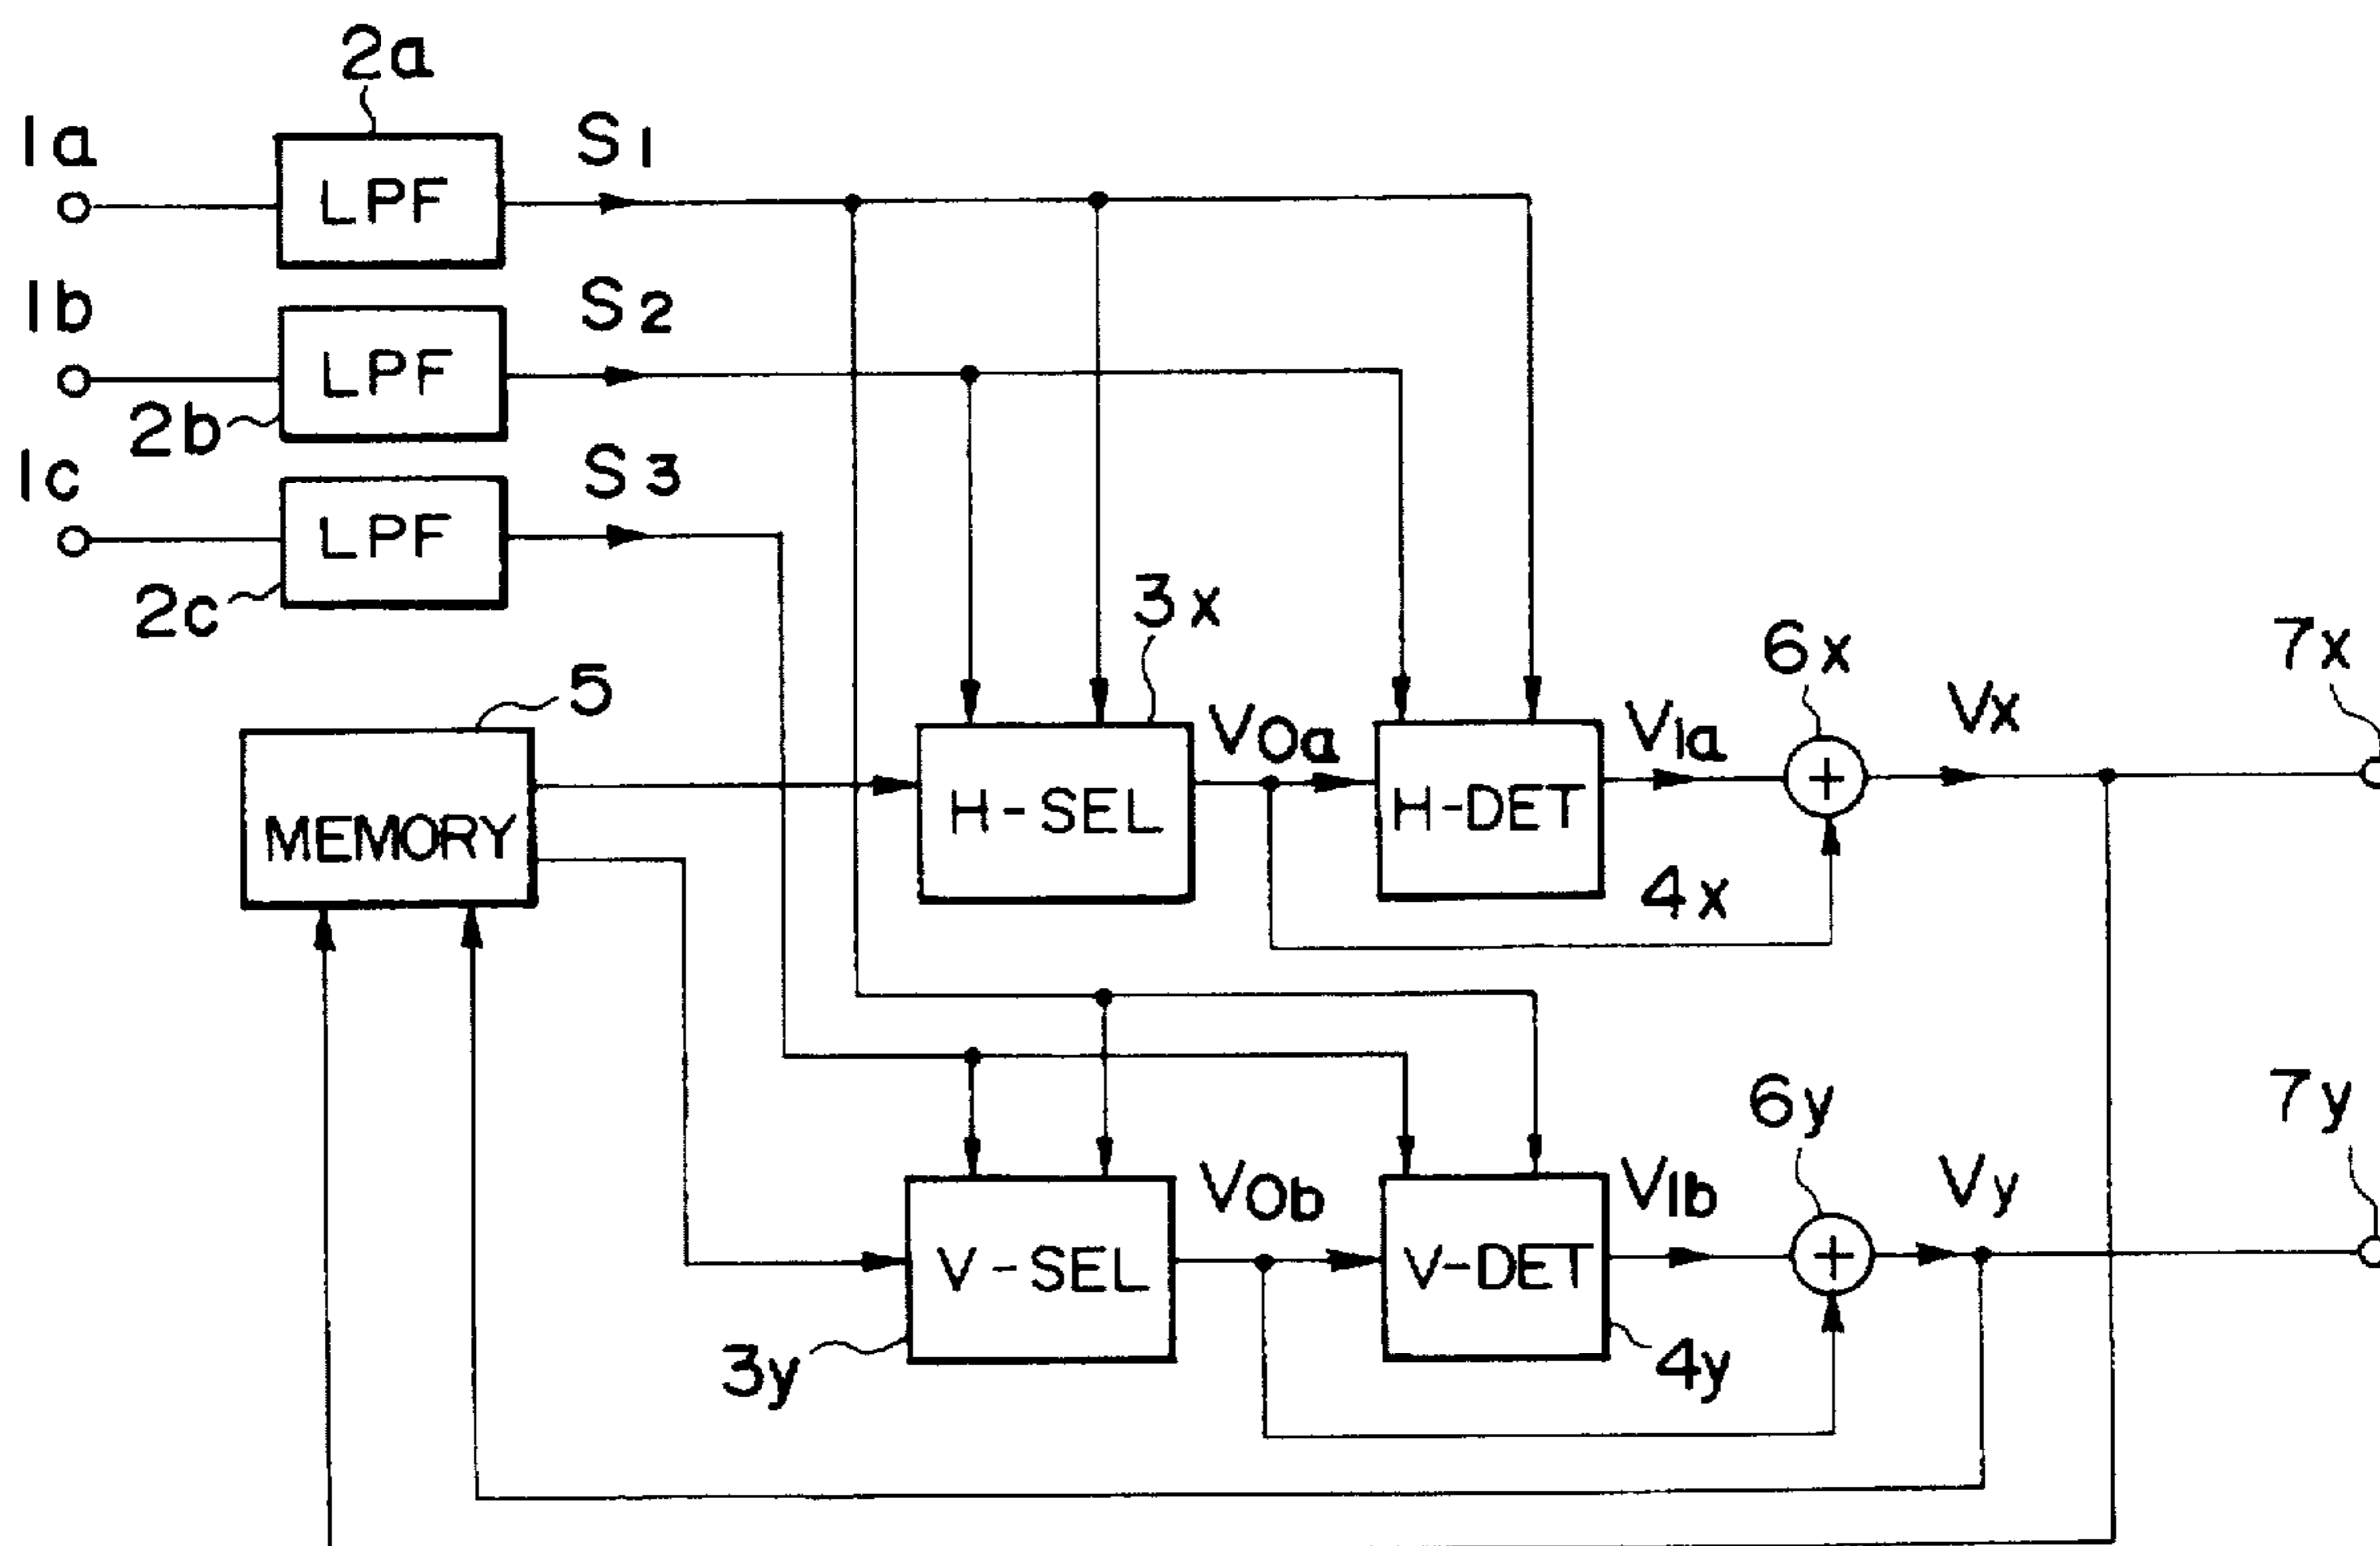 2a
1a
LPF
S1
1b
LPF
S2
2b
1c
LPF
S3
2c
3x
6x
7x
5
MEMORY
H-SEL
V0a
H-DET
V1a
Vx
4x
6y
7y
V-SEL
V0b
V-DET
V1b
Vy
3y
4y
+
+